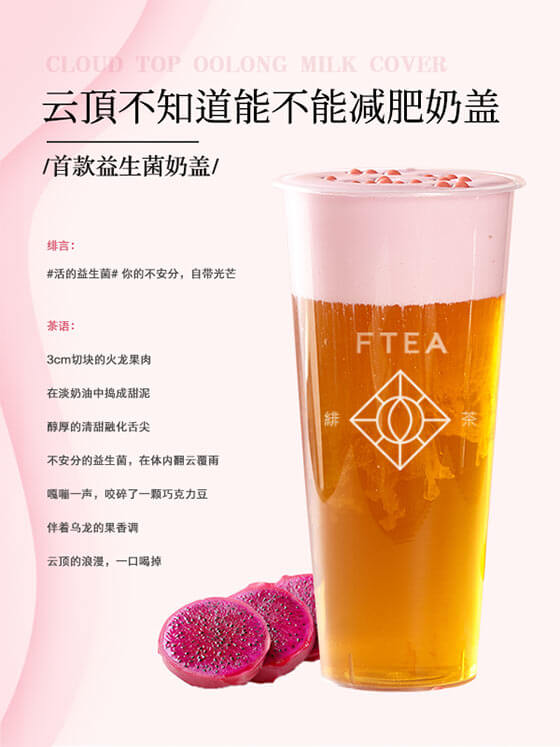 CLOUD TOP OOLONG MILK COVER
云頂不知道能不能减肥奶盖
/首款益生菌奶盖/
绯言：
#活的益生菌# 你的不安分，自带光芒
茶语：
3cm切块的火龙果肉
在淡奶油中捣成甜泥
醇厚的清甜融化舌尖
不安分的益生菌，在体内翻云覆雨
嘎嘣一声，咬碎了一颗巧克力豆
伴着乌龙的果香调
云顶的浪漫，一口喝掉
FTEA
緋 茶